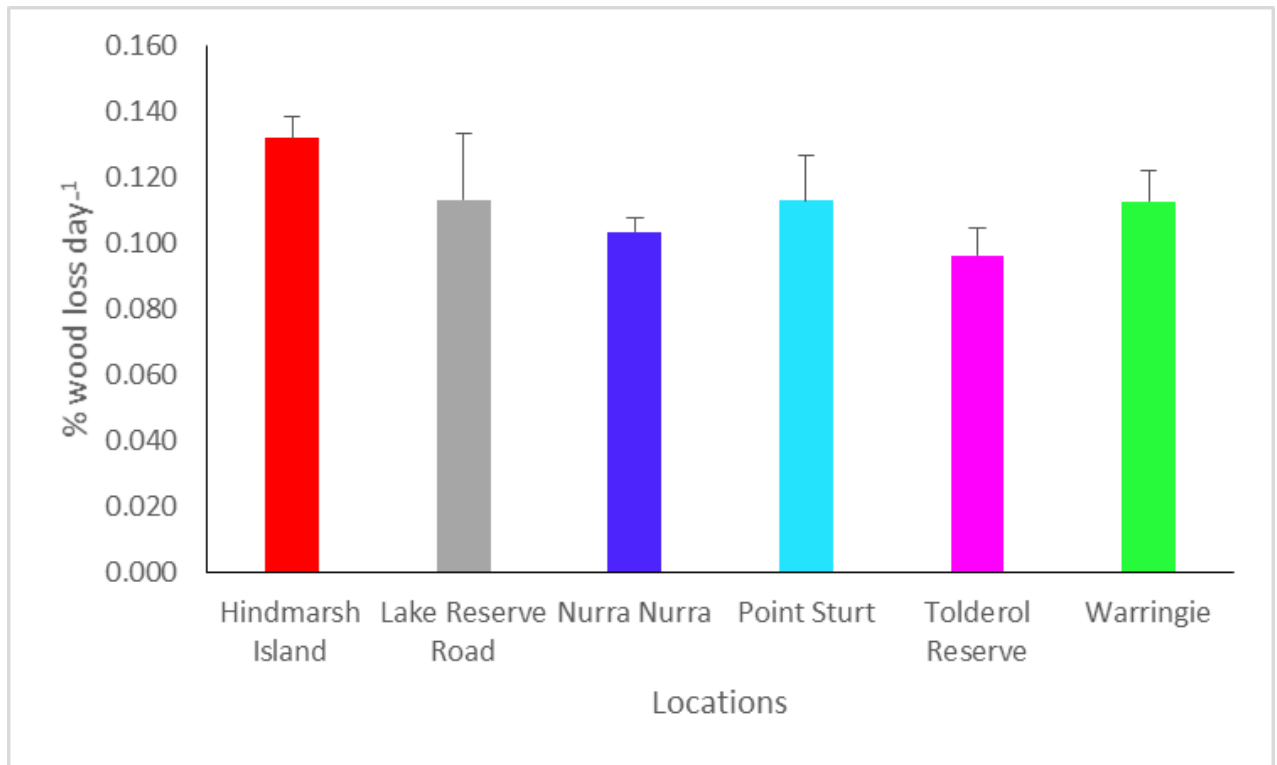 0.160
0.140
0.120
0.100
0.080
0.060
0.040
0.020
0.000
% wood loss day-¹
Hindmarsh Island
Lake Reserve Road
Nurra Nurra
Point Sturt
Tolderol Reserve
Warringie
Locations